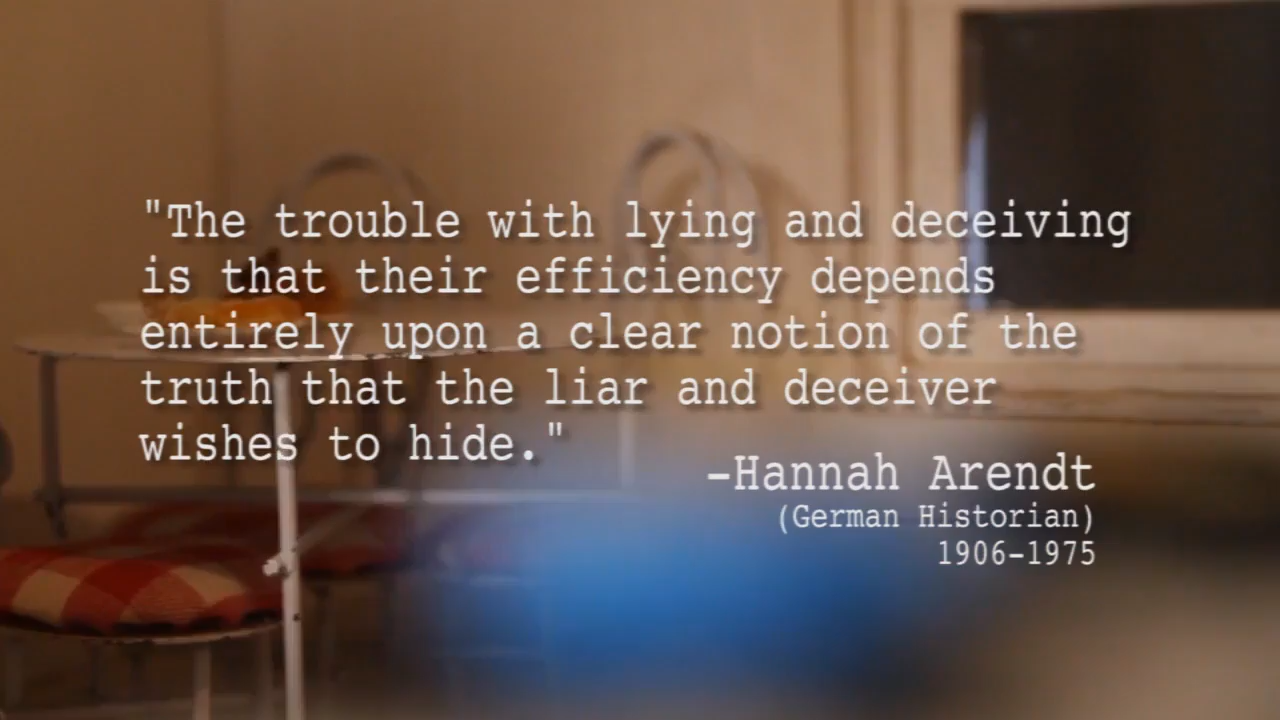 "The trouble with lying and deceiving
is that their efficiency depends
entirely upon a clear notion of the
truth that the liar and deceiver
wishes to hide."
-Hannah Arendt
(German Historian)
1906-1975